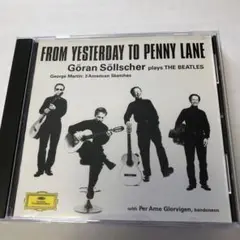 FROM YESTERDAY TO PENNY LANE
Göran Söllscher plays THE BEATLES
George Martin: 3 American Sketches
with Per Arne Glorvigen, bandoneon